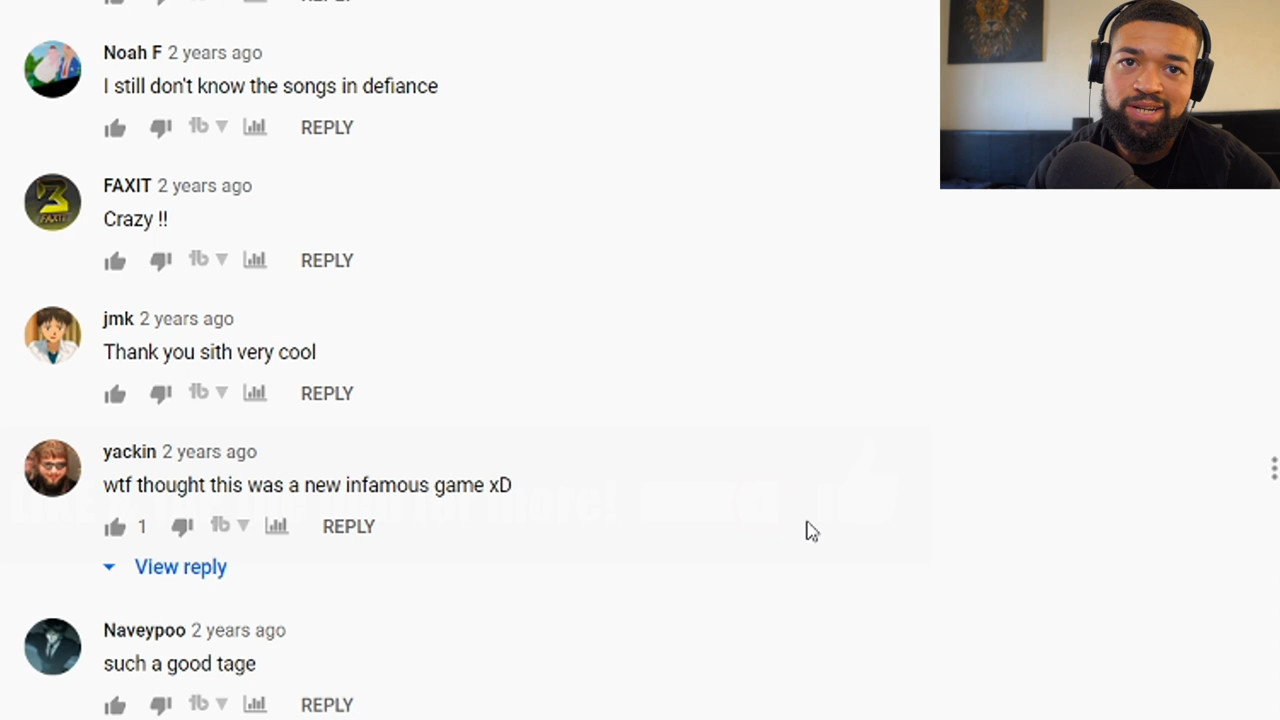 REPLY
Noah F 2 years ago
I still don't know the songs in defiance
REPLY
FAXIT 2 years ago
Crazy !!
REPLY
jmk 2 years ago
Thank you sith very cool
REPLY
yackin 2 years ago
wtf thought this was a new infamous game xD
1 REPLY
View reply
Naveypoo 2 years ago
such a good tage
REPLY